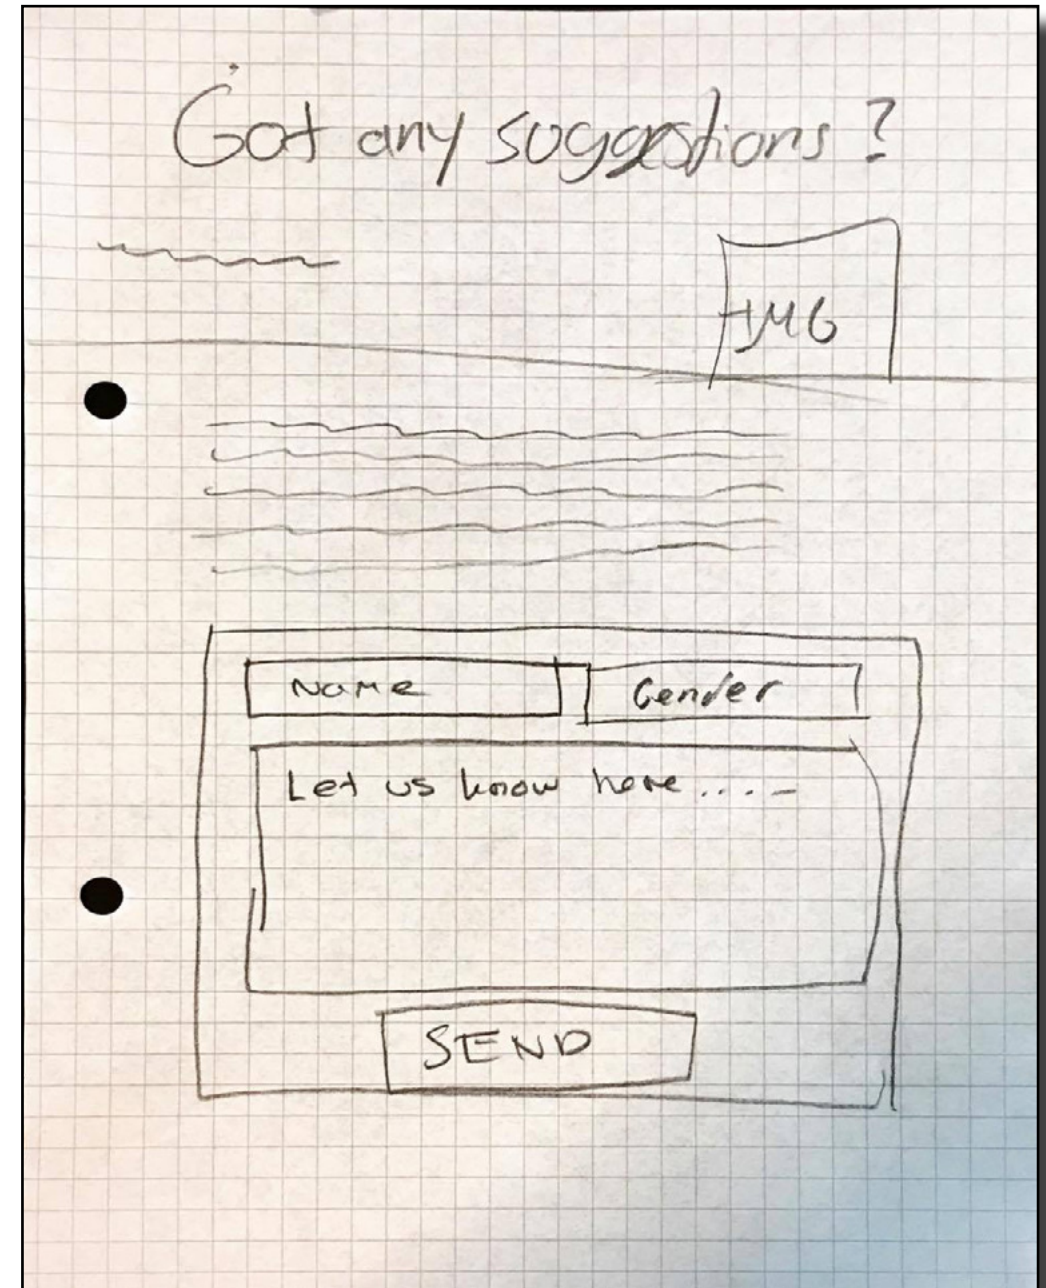 Got any suggestions?
IMG
Name
Gender
Let us know here.....
SEND